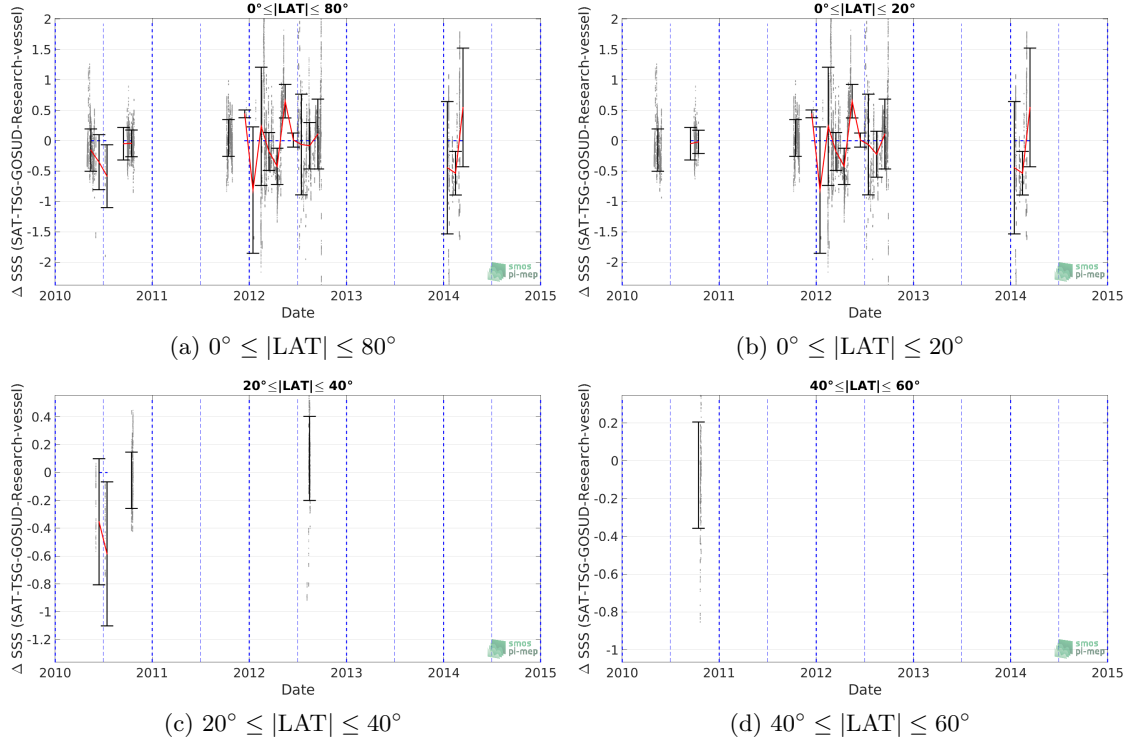 0°≤|LAT|≤ 80°
Δ SSS (SAT-TSG-GOSUD-Research-vessel)
2
1.5
1
0.5
0
-0.5
-1
-1.5
-2
2010 2011 2012 2013 2014 2015
Date
smos
pi-mep
(a) 0° ≤ |LAT| ≤ 80°
0°≤|LAT|≤ 20°
Δ SSS (SAT-TSG-GOSUD-Research-vessel)
2
1.5
1
0.5
0
-0.5
-1
-1.5
-2
2010 2011 2012 2013 2014 2015
Date
smos
pi-mep
(b) 0° ≤ |LAT| ≤ 20°
20°≤|LAT|≤ 40°
Δ SSS (SAT-TSG-GOSUD-Research-vessel)
0.4
0.2
0
-0.2
-0.4
-0.6
-0.8
-1
-1.2
2010 2011 2012 2013 2014 2015
Date
smos
pi-mep
(c) 20° ≤ |LAT| ≤ 40°
40°≤|LAT|≤ 60°
Δ SSS (SAT-TSG-GOSUD-Research-vessel)
0.2
0
-0.2
-0.4
-0.6
-0.8
-1
2010 2011 2012 2013 2014 2015
Date
smos
pi-mep
(d) 40° ≤ |LAT| ≤ 60°